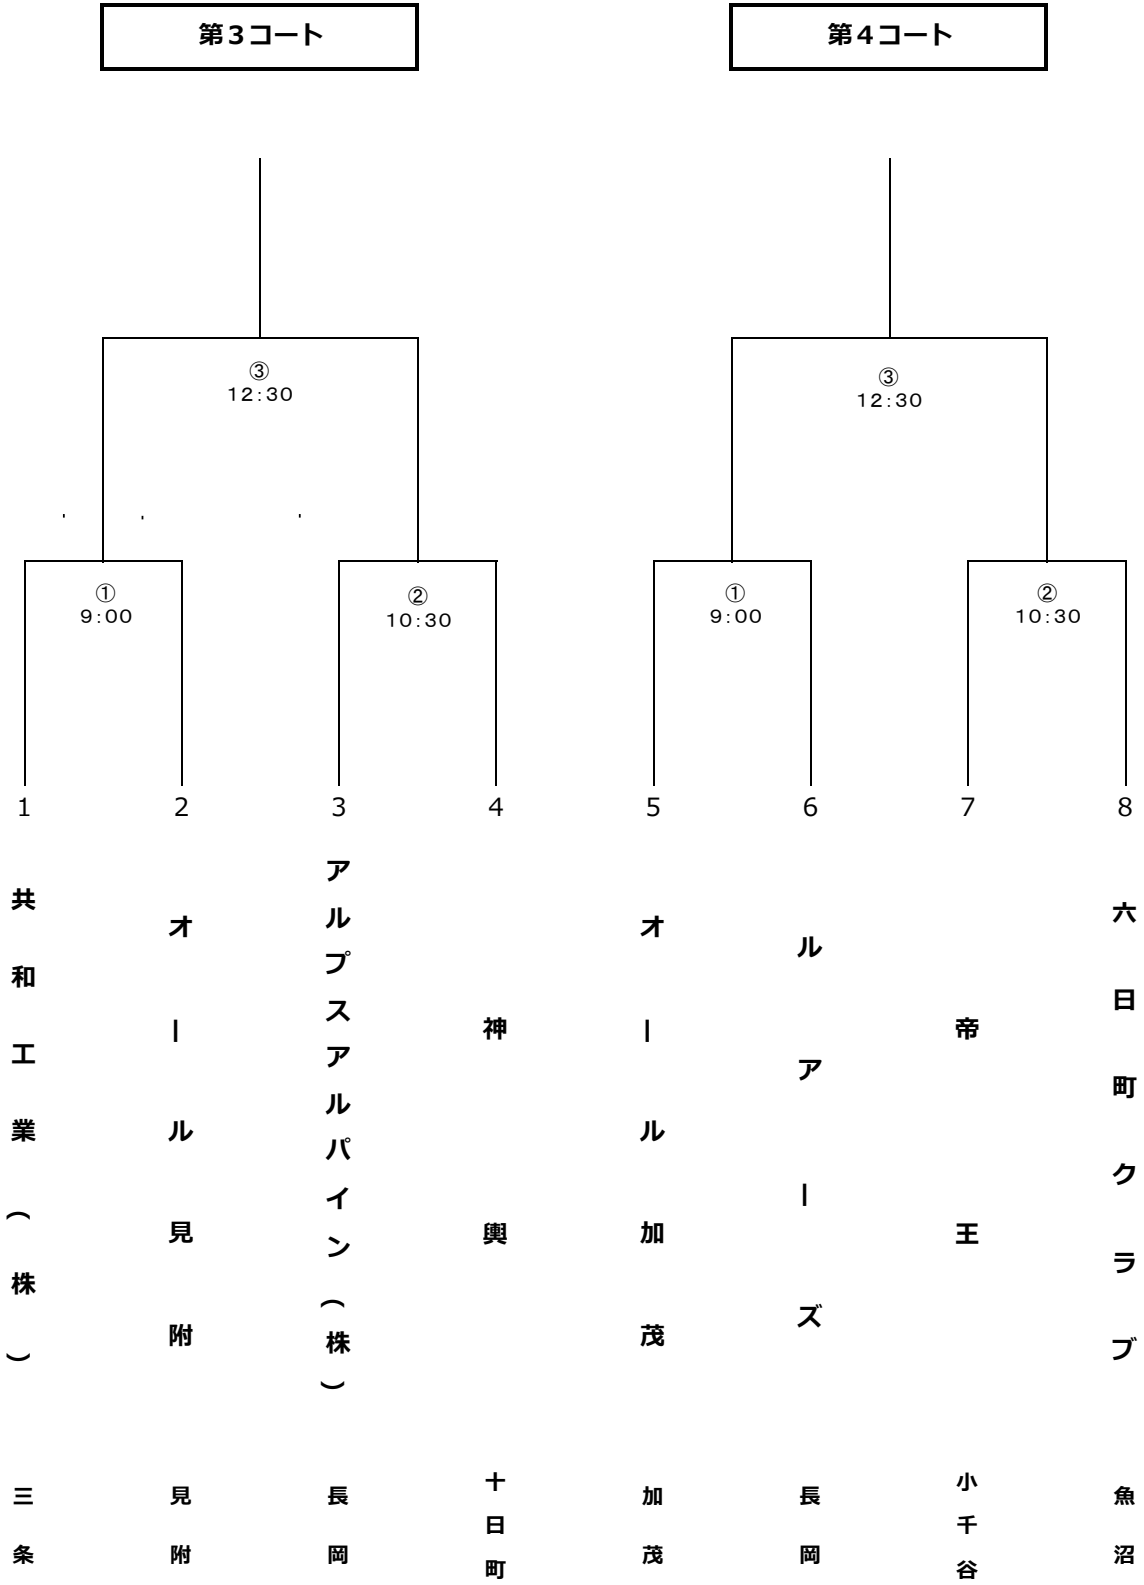 第３コート
第４コート
③
12:30
③
12:30
①
9:00
②
10:30
①
9:00
②
10:30
1
2
3
4
5
6
7
8
共和工業(株)
オール見附
アルプスアルパイン(株)
神輿
オール加茂
ルアーズ
帝王
六日町クラブ
三条
見附
長岡
十日町
加茂
長岡
小千谷
魚沼